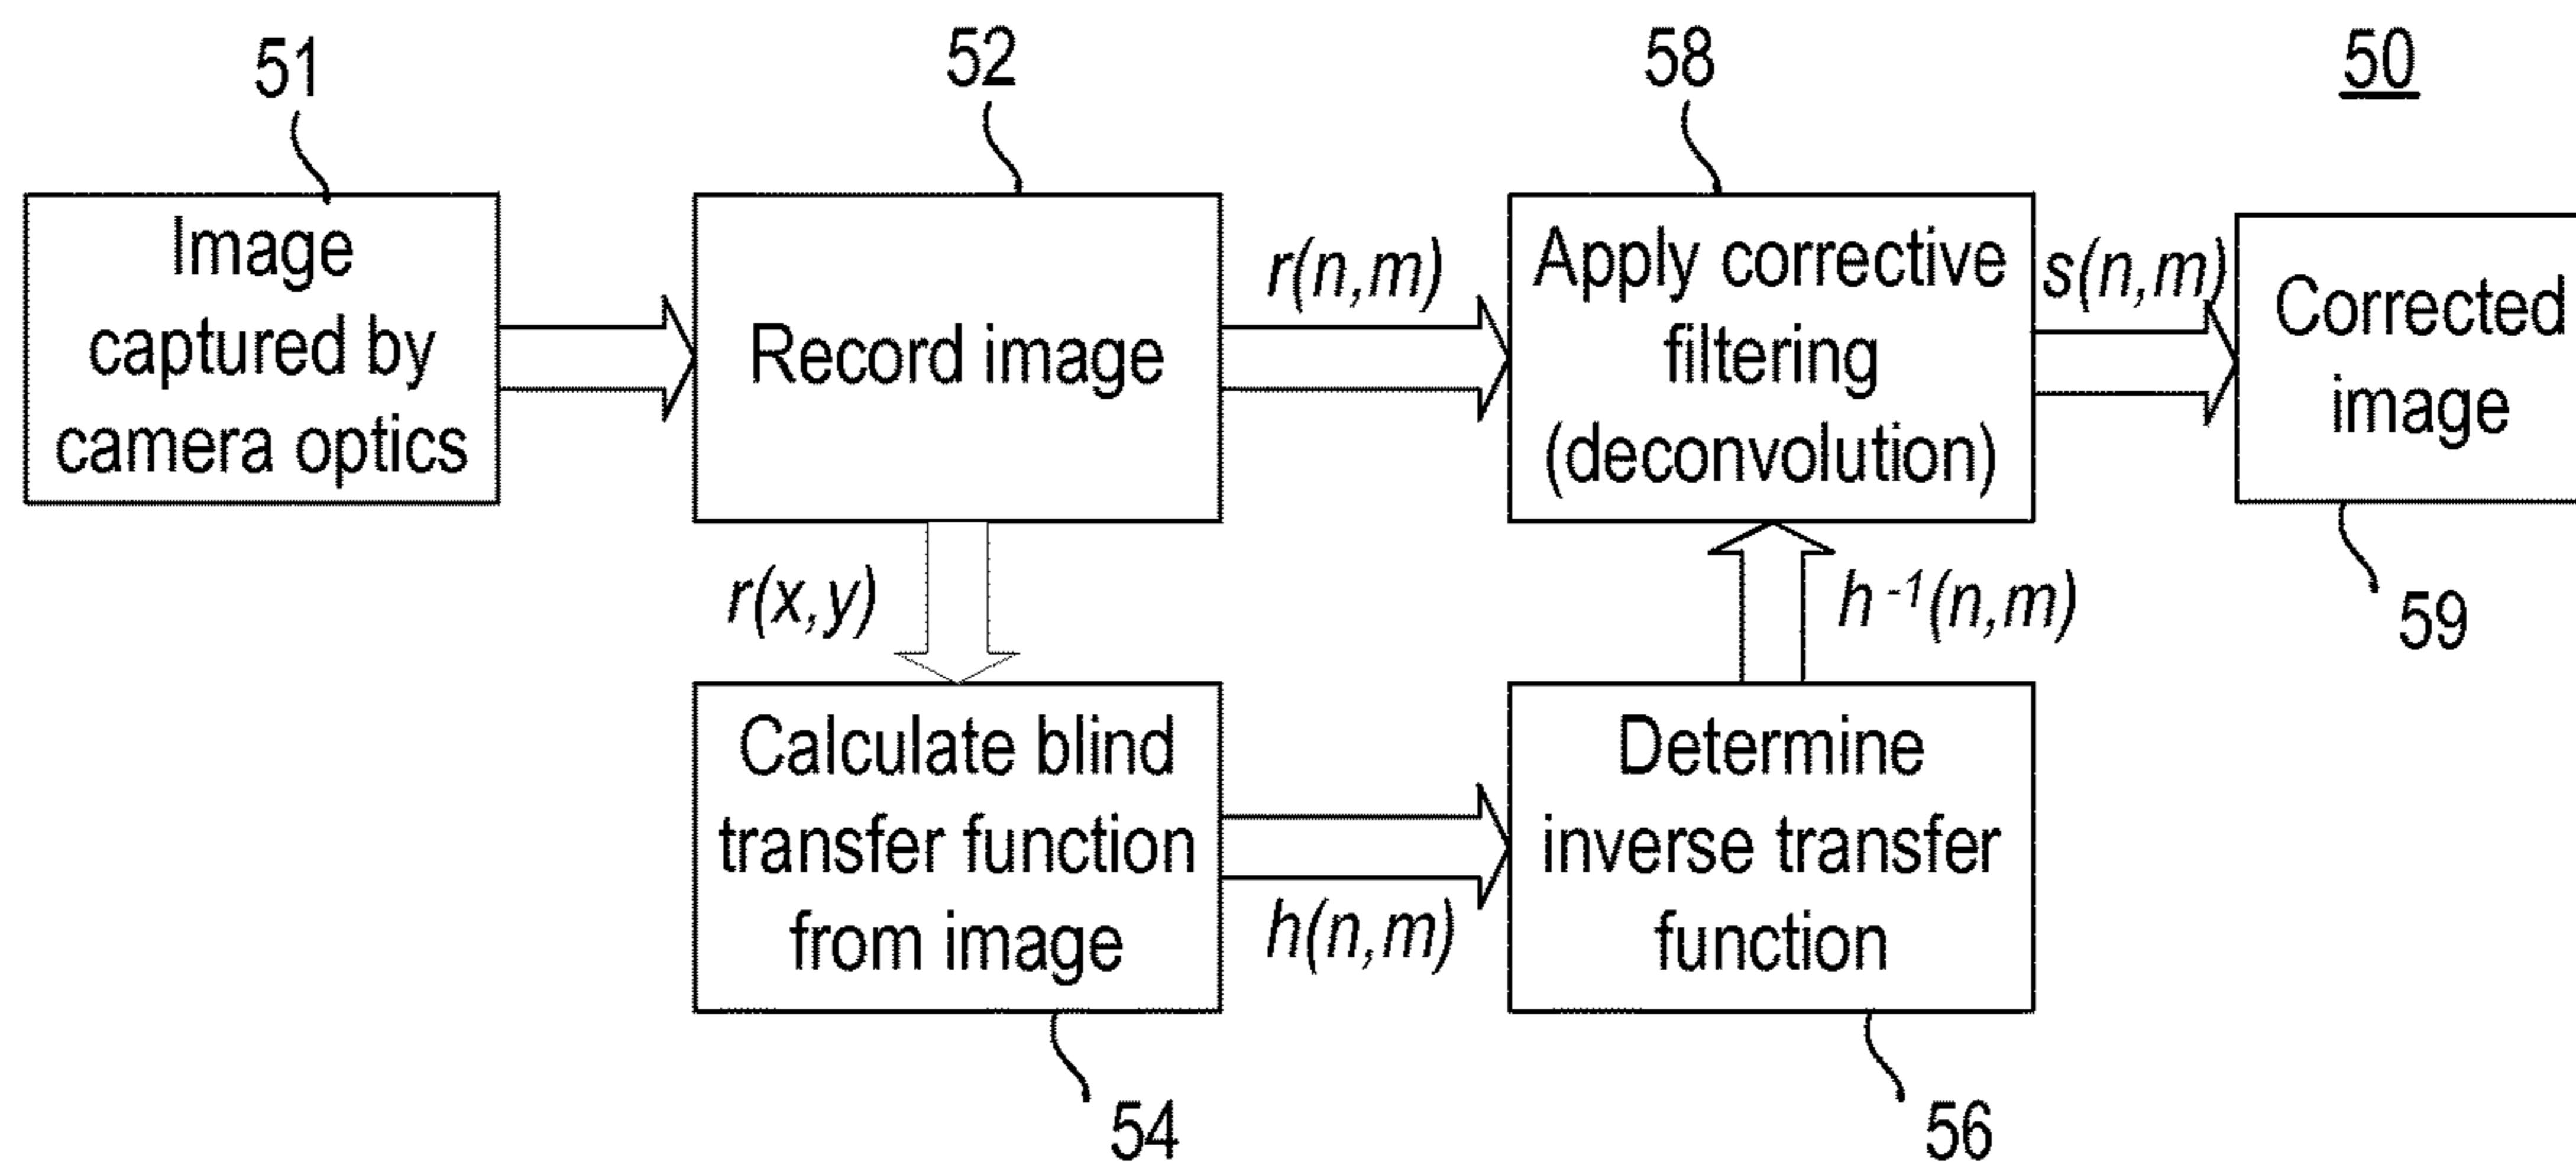 51
52
58
50
Image
captured by
camera optics
Record image
r(n,m)
Apply corrective
filtering
(deconvolution)
s(n,m)
Corrected
image
r(x,y)
h⁻¹(n,m)
59
Calculate blind
transfer function
from image
h(n,m)
Determine
inverse transfer
function
54
56